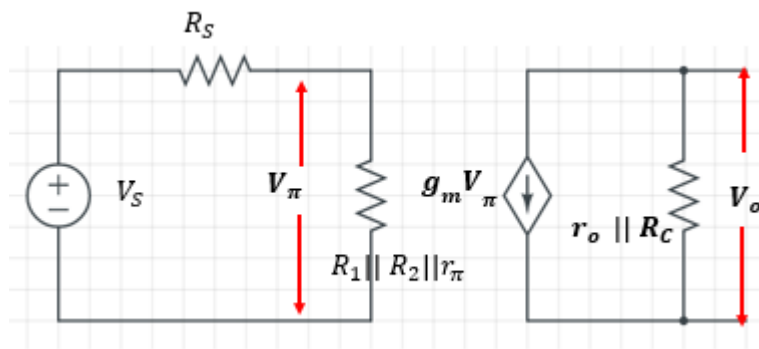 R_S
V_S
V_π
R_1 || R_2 || r_π
g_m V_π
r_o || R_C
V_o